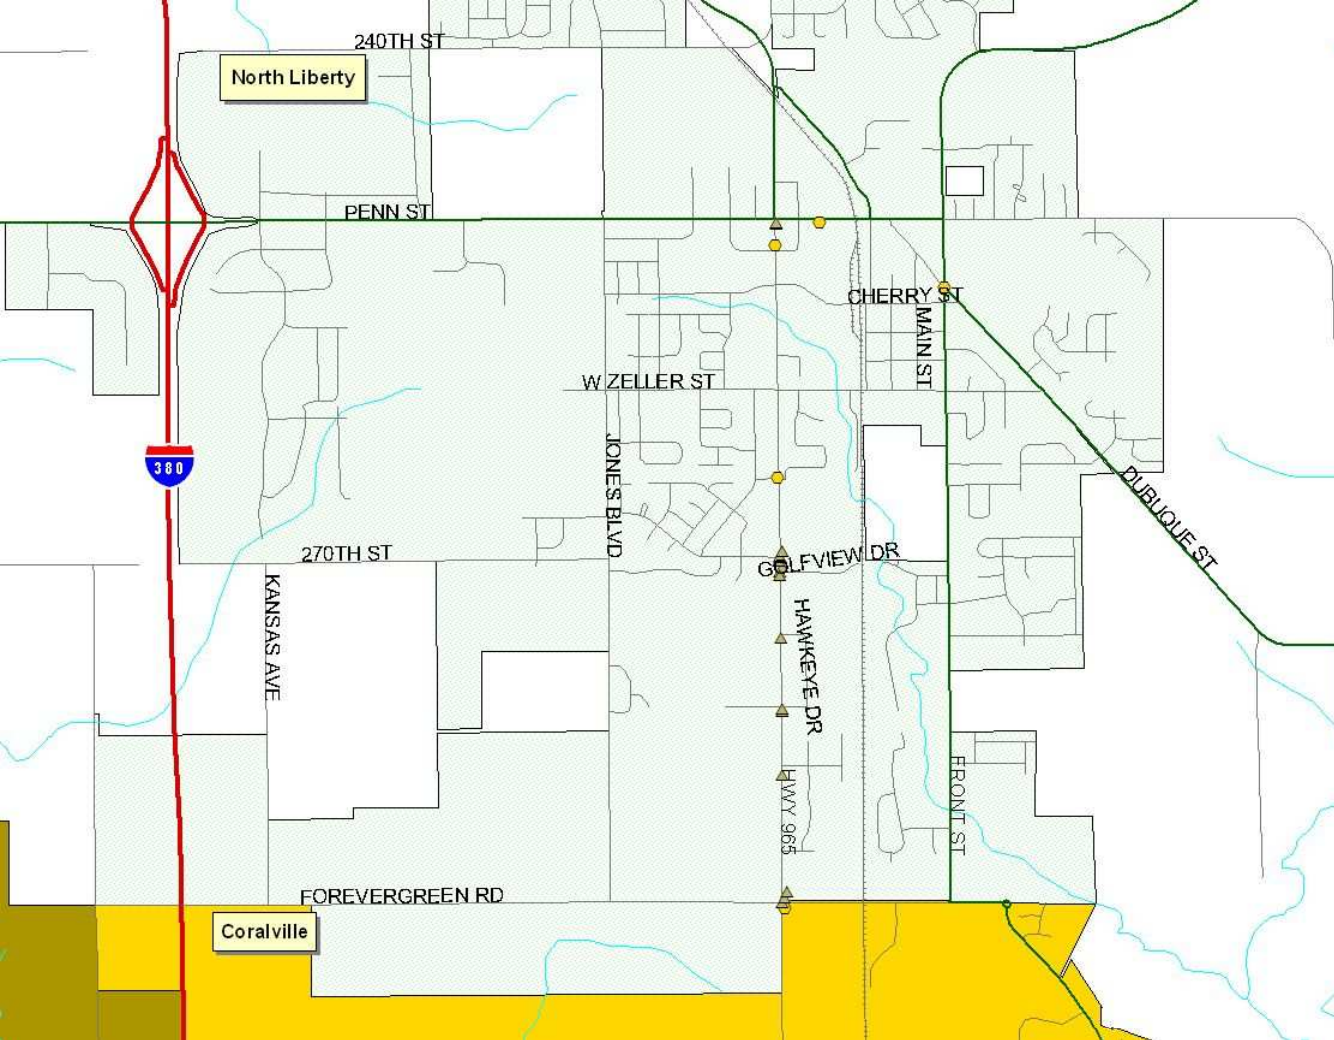 240TH ST
North Liberty
PENN ST
CHERRY ST
MAIN ST
W ZELLER ST
380
JONES BLVD
DUBUQUE ST
270TH ST
GOLFVIEW DR
KANSAS AVE
HAWKEYE DR
HWY 965
FRONT ST
FOREVERGREEN RD
Coralville